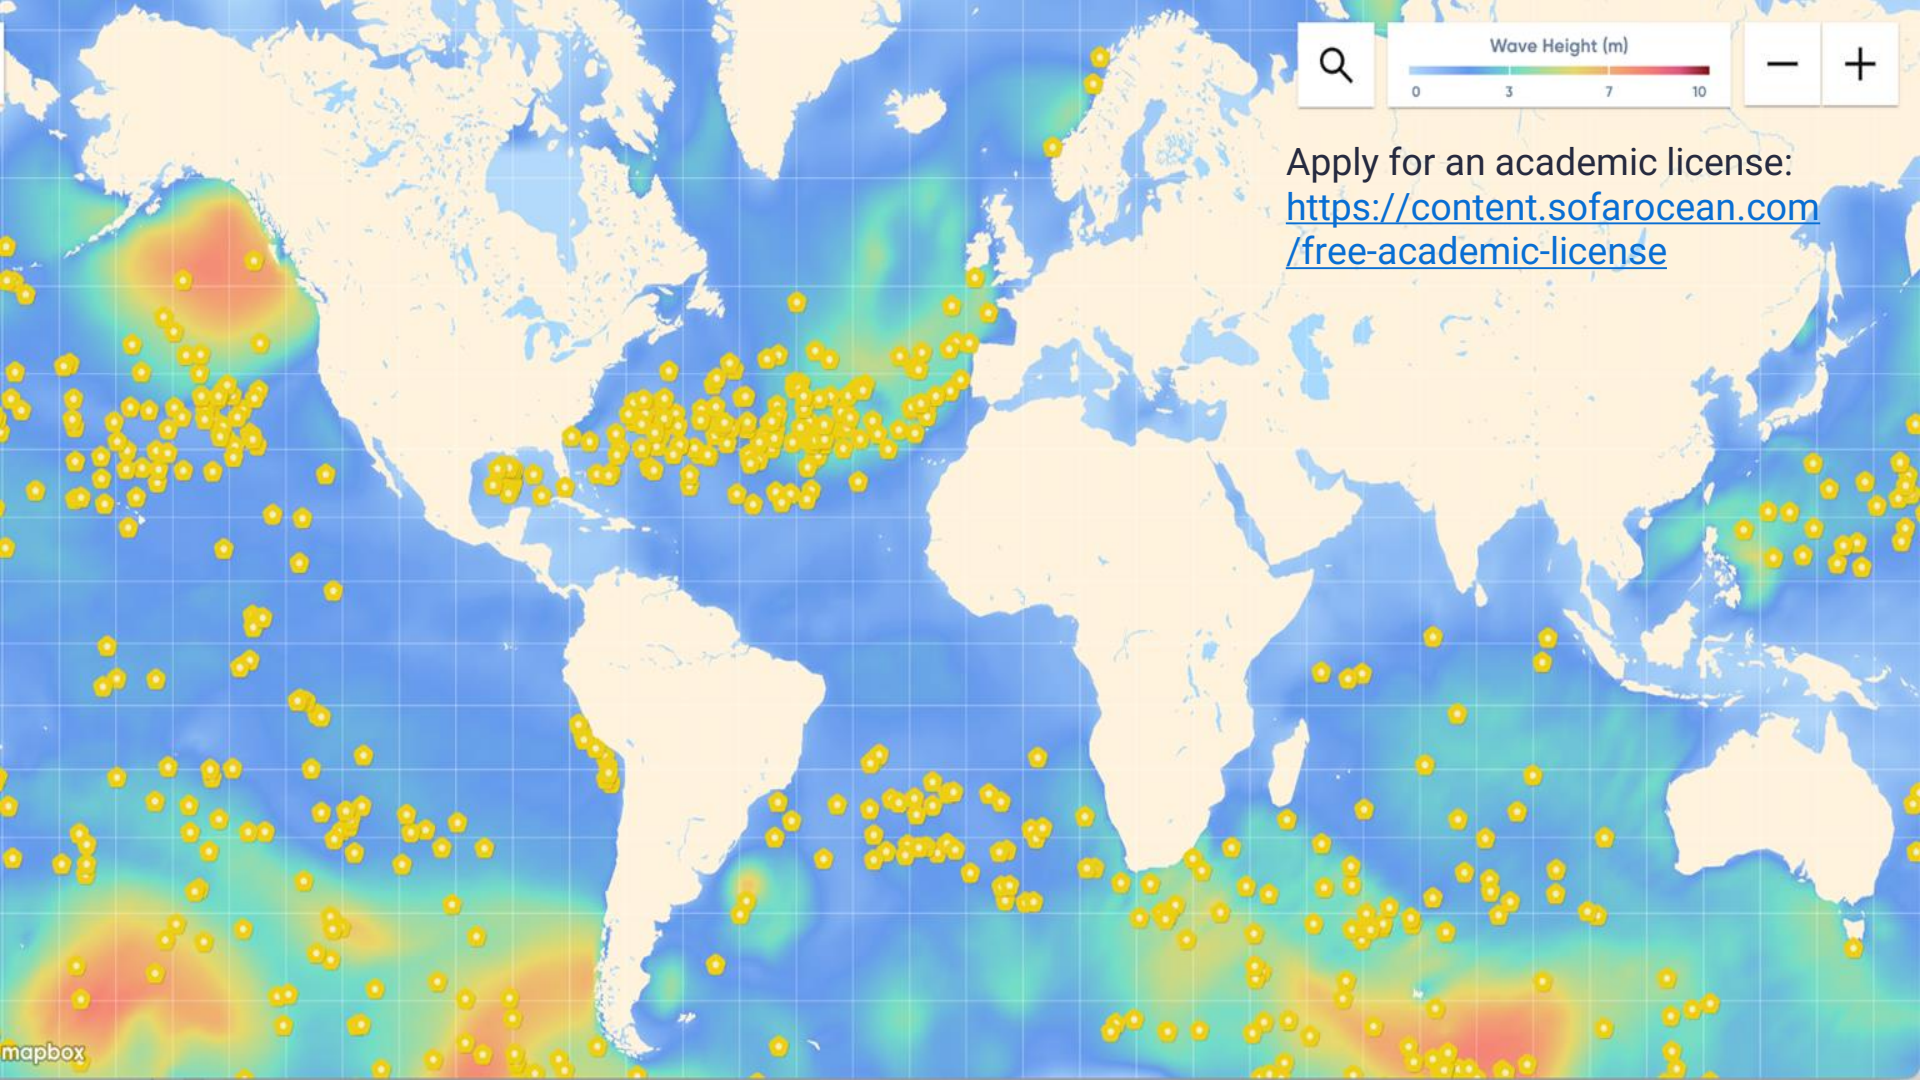 Wave Height (m)
0 3 7 10
Apply for an academic license:
https://content.sofarocean.com
/free-academic-license
mapbox